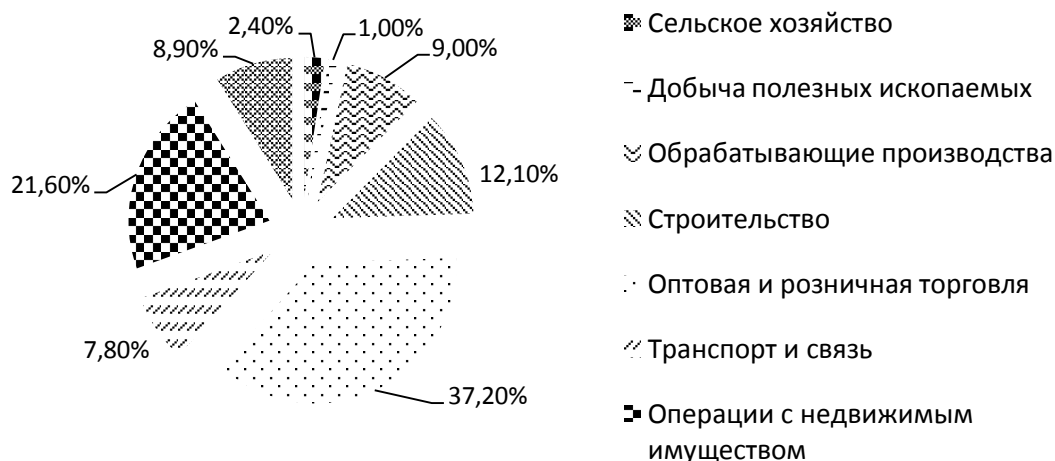 2,40%
1,00%
8,90%
9,00%
12,10%
21,60%
7,80%
37,20%
Сельское хозяйство
Добыча полезных ископаемых
Обрабатывающие производства
Строительство
Оптовая и розничная торговля
Транспорт и связь
Операции с недвижимым
имуществом